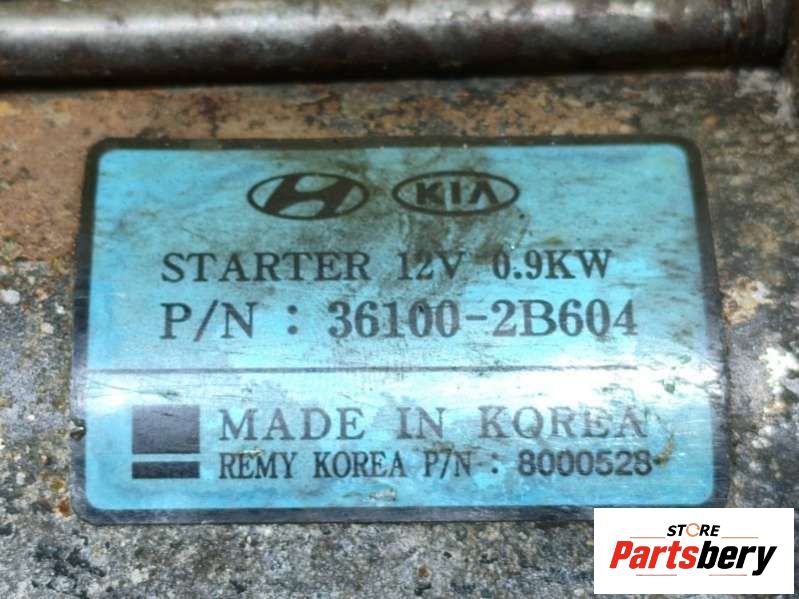 KIA
STARTER 12V 0.9KW
P/N : 36100-2B604
MADE IN KOREA
REMY KOREA P/N : 8000528
STORE
Partsbery